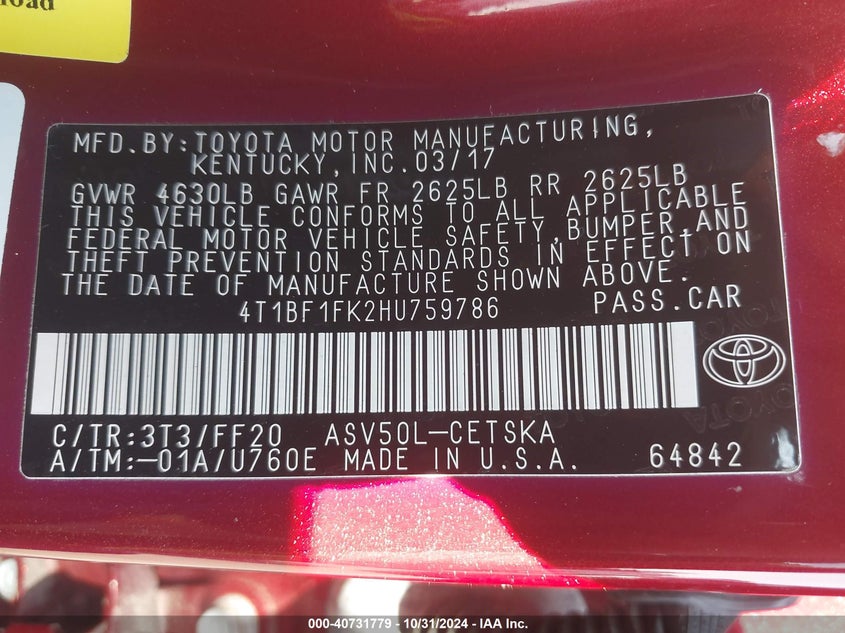 load
MFD.BY:TOYOTA MOTOR MANUFACTURING,
KENTUCKY,INC.03/17
GVWR 4630LB GAWR FR 2625LB RR 2625LB
THIS VEHICLE CONFORMS TO ALL APPLICABLE
FEDERAL MOTOR VEHICLE SAFETY,BUMPER,AND
THEFT PREVENTION STANDARDS IN EFFECT ON
THE DATE OF MANUFACTURE SHOWN ABOVE.
4T1BF1FK2HU759786 PASS.CAR
C/TR:3T3/FF20 ASV50L-CETSKA
A/TM:-01A/U760E MADE IN U.S.A. 64842
TOYOTA
000-40731779 - 10/31/2024 - IAA Inc.